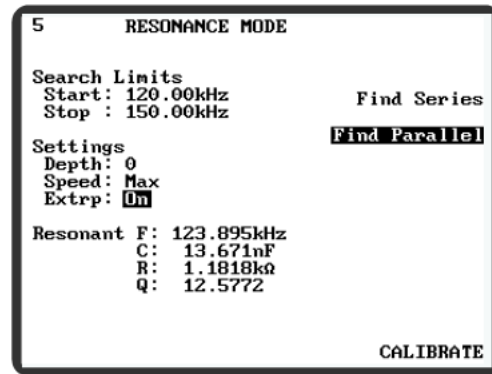 5 RESONANCE MODE
Search Limits
Start: 120.00kHz
Stop : 150.00kHz
Find Series
Find Parallel
Settings
Depth: 0
Speed: Max
Extrp: On
Resonant F: 123.895kHz
C: 13.671nF
R: 1.1818kΩ
Q: 12.5772
CALIBRATE